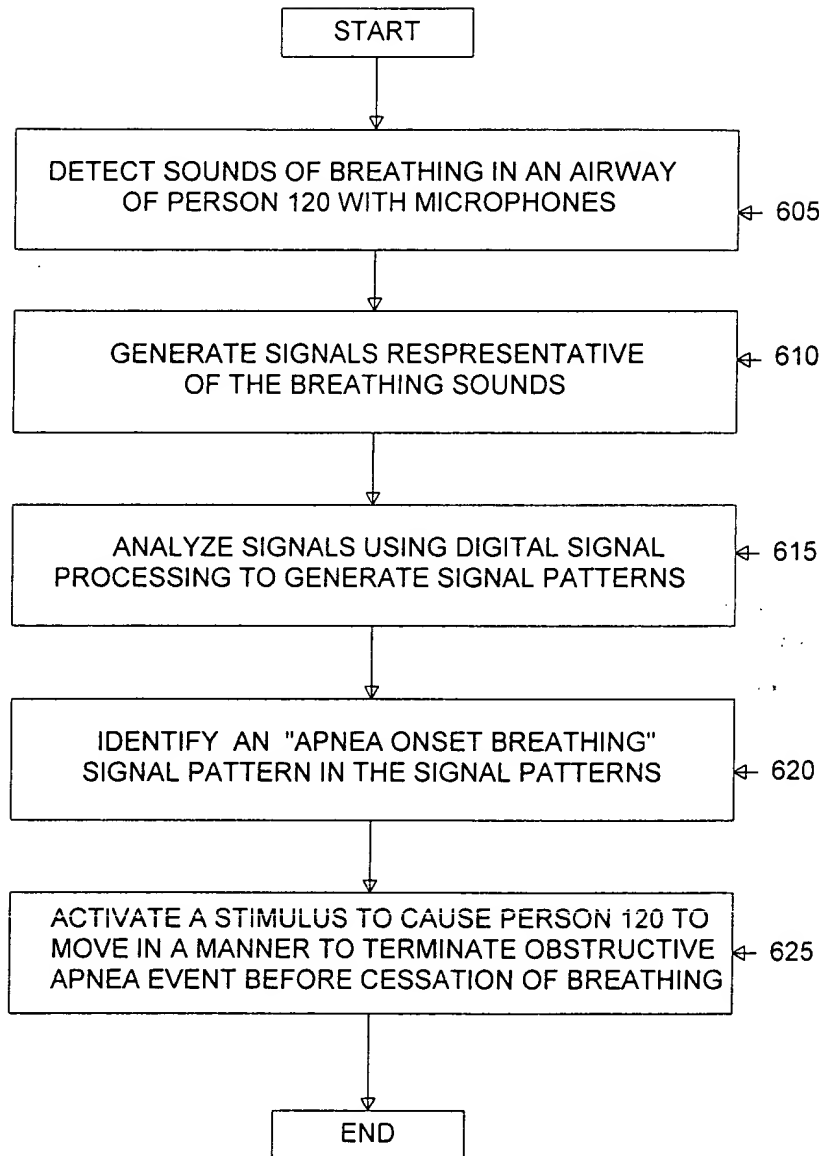 START
DETECT SOUNDS OF BREATHING IN AN AIRWAY
OF PERSON 120 WITH MICROPHONES
605
GENERATE SIGNALS RESPRESENTATIVE
OF THE BREATHING SOUNDS
610
ANALYZE SIGNALS USING DIGITAL SIGNAL
PROCESSING TO GENERATE SIGNAL PATTERNS
615
IDENTIFY AN "APNEA ONSET BREATHING"
SIGNAL PATTERN IN THE SIGNAL PATTERNS
620
ACTIVATE A STIMULUS TO CAUSE PERSON 120 TO
MOVE IN A MANNER TO TERMINATE OBSTRUCTIVE
APNEA EVENT BEFORE CESSATION OF BREATHING
625
END